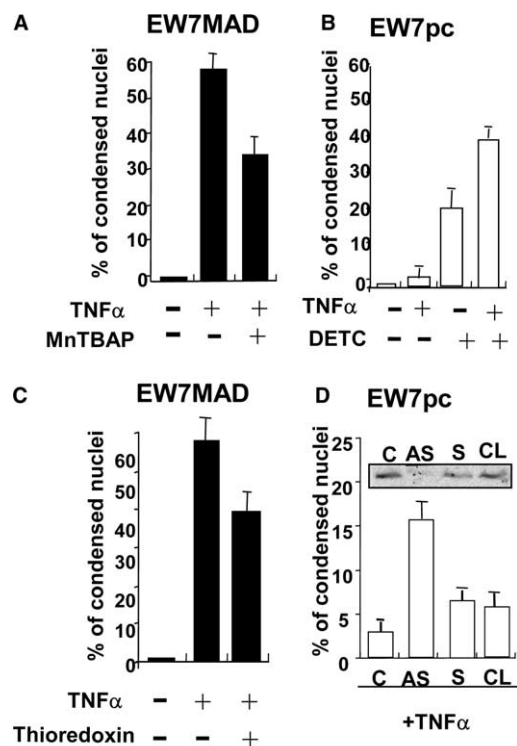 A EW7MAD
% of condensed nuclei
60
50
40
30
20
10
0
TNFα - + +
MnTBAP - - +
B EW7pc
% of condensed nuclei
60
50
40
30
20
10
0
TNFα - + - +
DETC - - + +
C EW7MAD
% of condensed nuclei
60
50
40
30
20
10
0
TNFα - + +
Thioredoxin - - +
D EW7pc
% of condensed nuclei
25
20
15
10
5
0
C AS S CL
C AS S CL
+TNFα